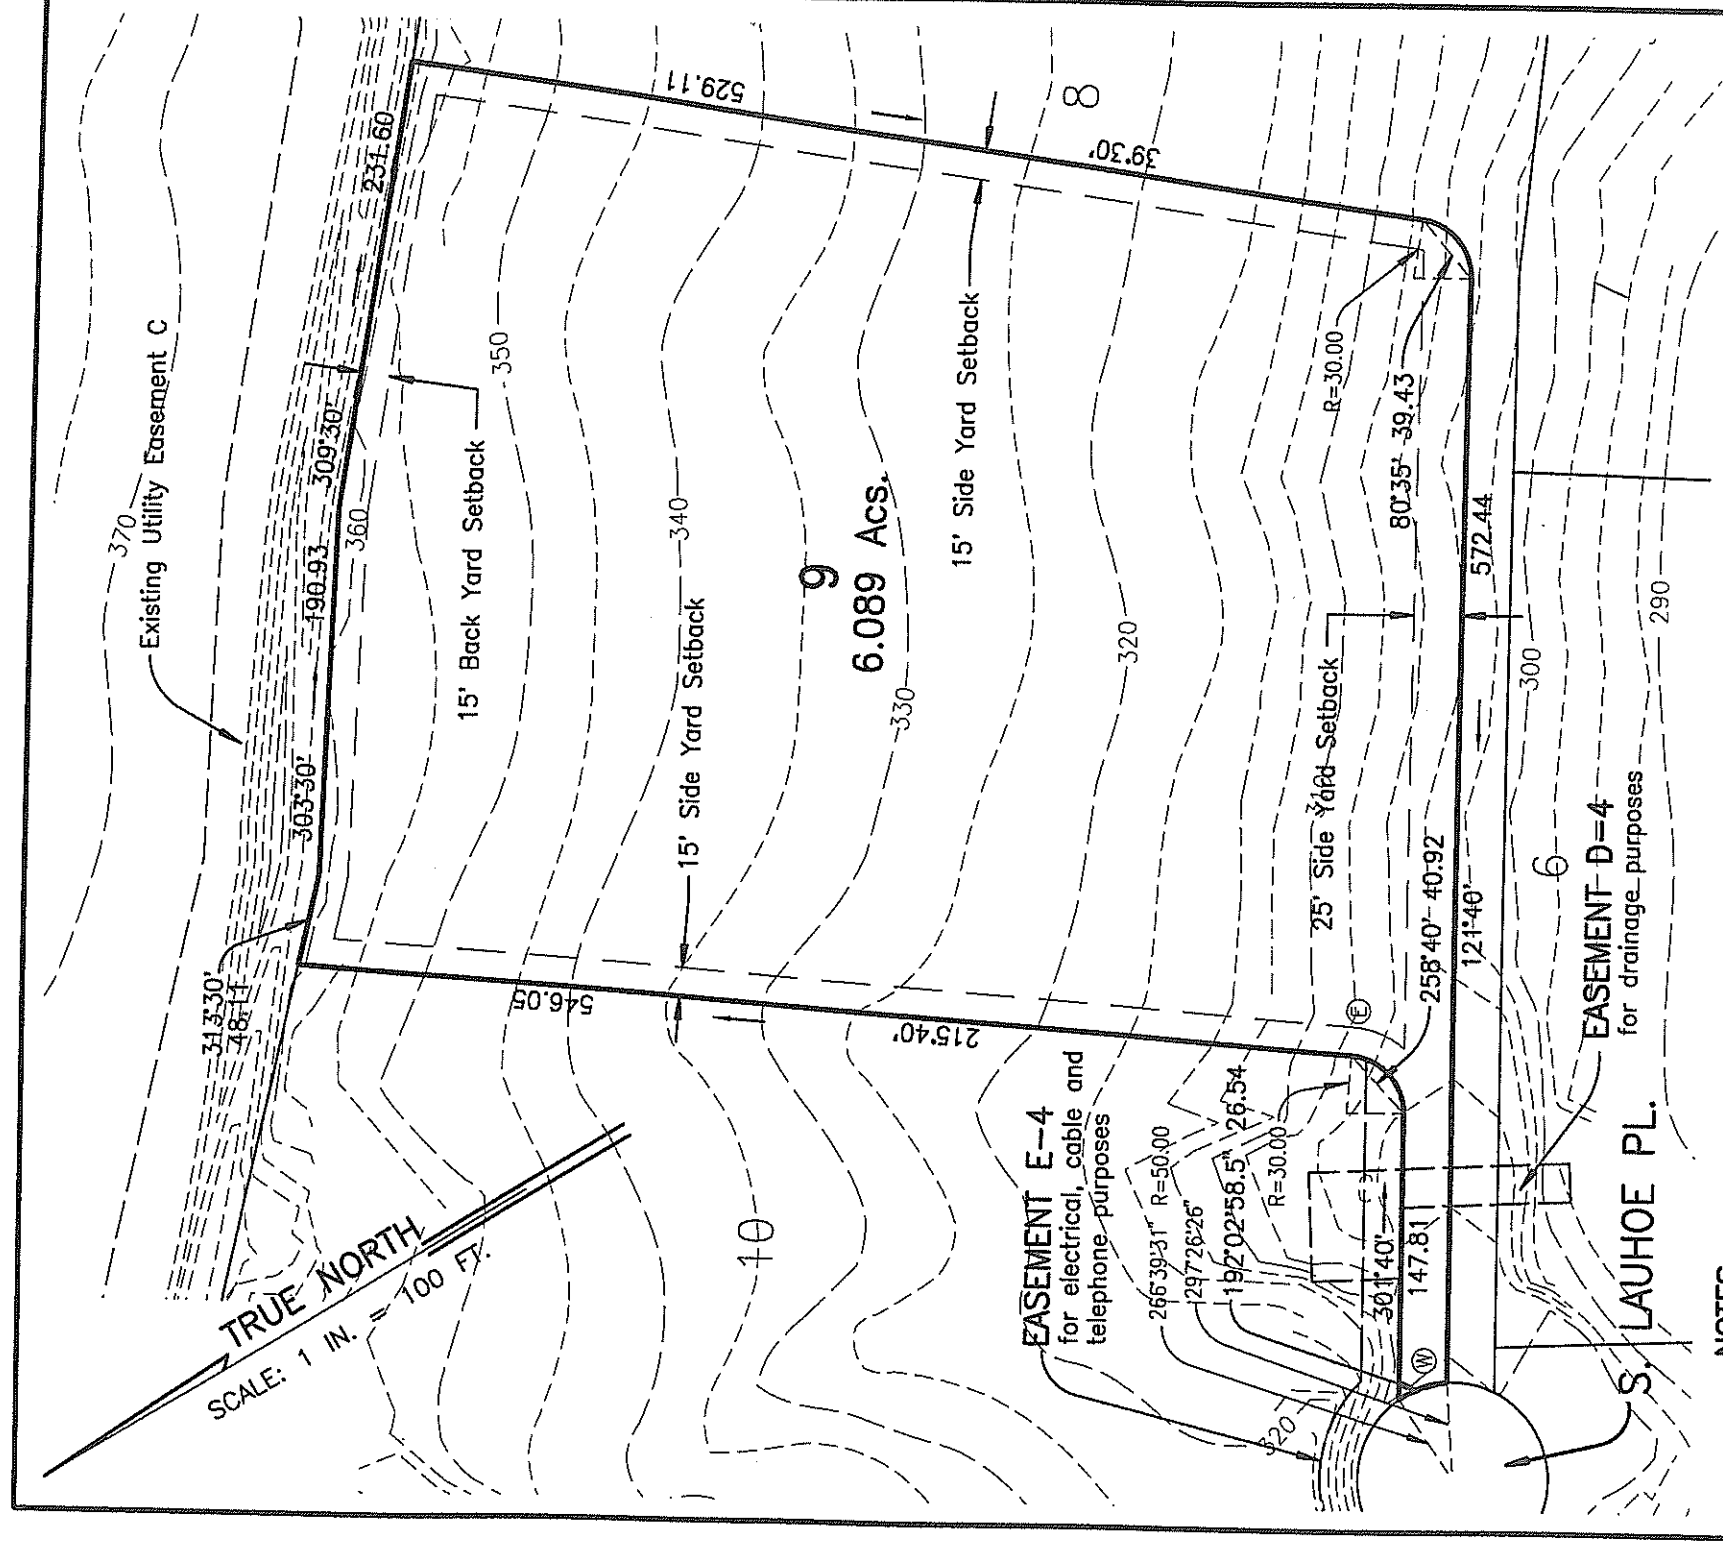 529.11
231.60
8
Existing Utility Easement C
370
309°30'
190.93
303°30'
360
350
15' Back Yard Setback
39°30'
340
15' Side Yard Setback
9
6.089 Acs.
15' Side Yard Setback
330
320
R=30.00
80°35' 39.43
572.44
7
313°30'
48.11
546.05
215°40'
25' Side Yard Setback
310
300
290
258°40' 40.92
121°40'
6
EASEMENT D=4
for drainage purposes
E
TRUE NORTH
SCALE: 1 IN. = 100 FT.
10
EASEMENT E-4
for electrical, cable and
telephone purposes
266°39'31" R=50.00
297°26'26"
192°02'58.5" 26.54
R=30.00
301°40'
147.81
W
320
S. LAUHOE PL.
NOTES